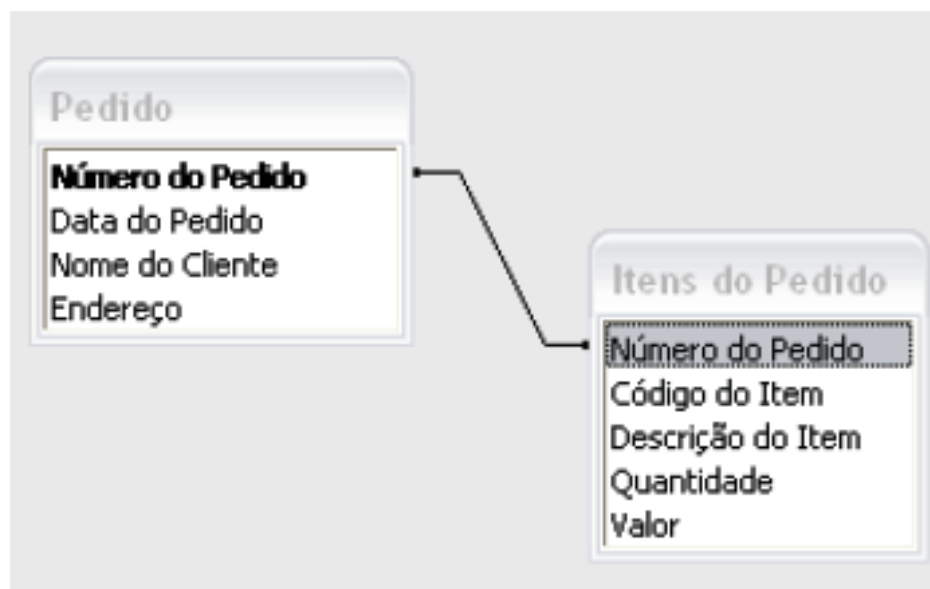 Pedido
Número do Pedido
Data do Pedido
Nome do Cliente
Endereço
Itens do Pedido
Número do Pedido
Código do Item
Descrição do Item
Quantidade
Valor